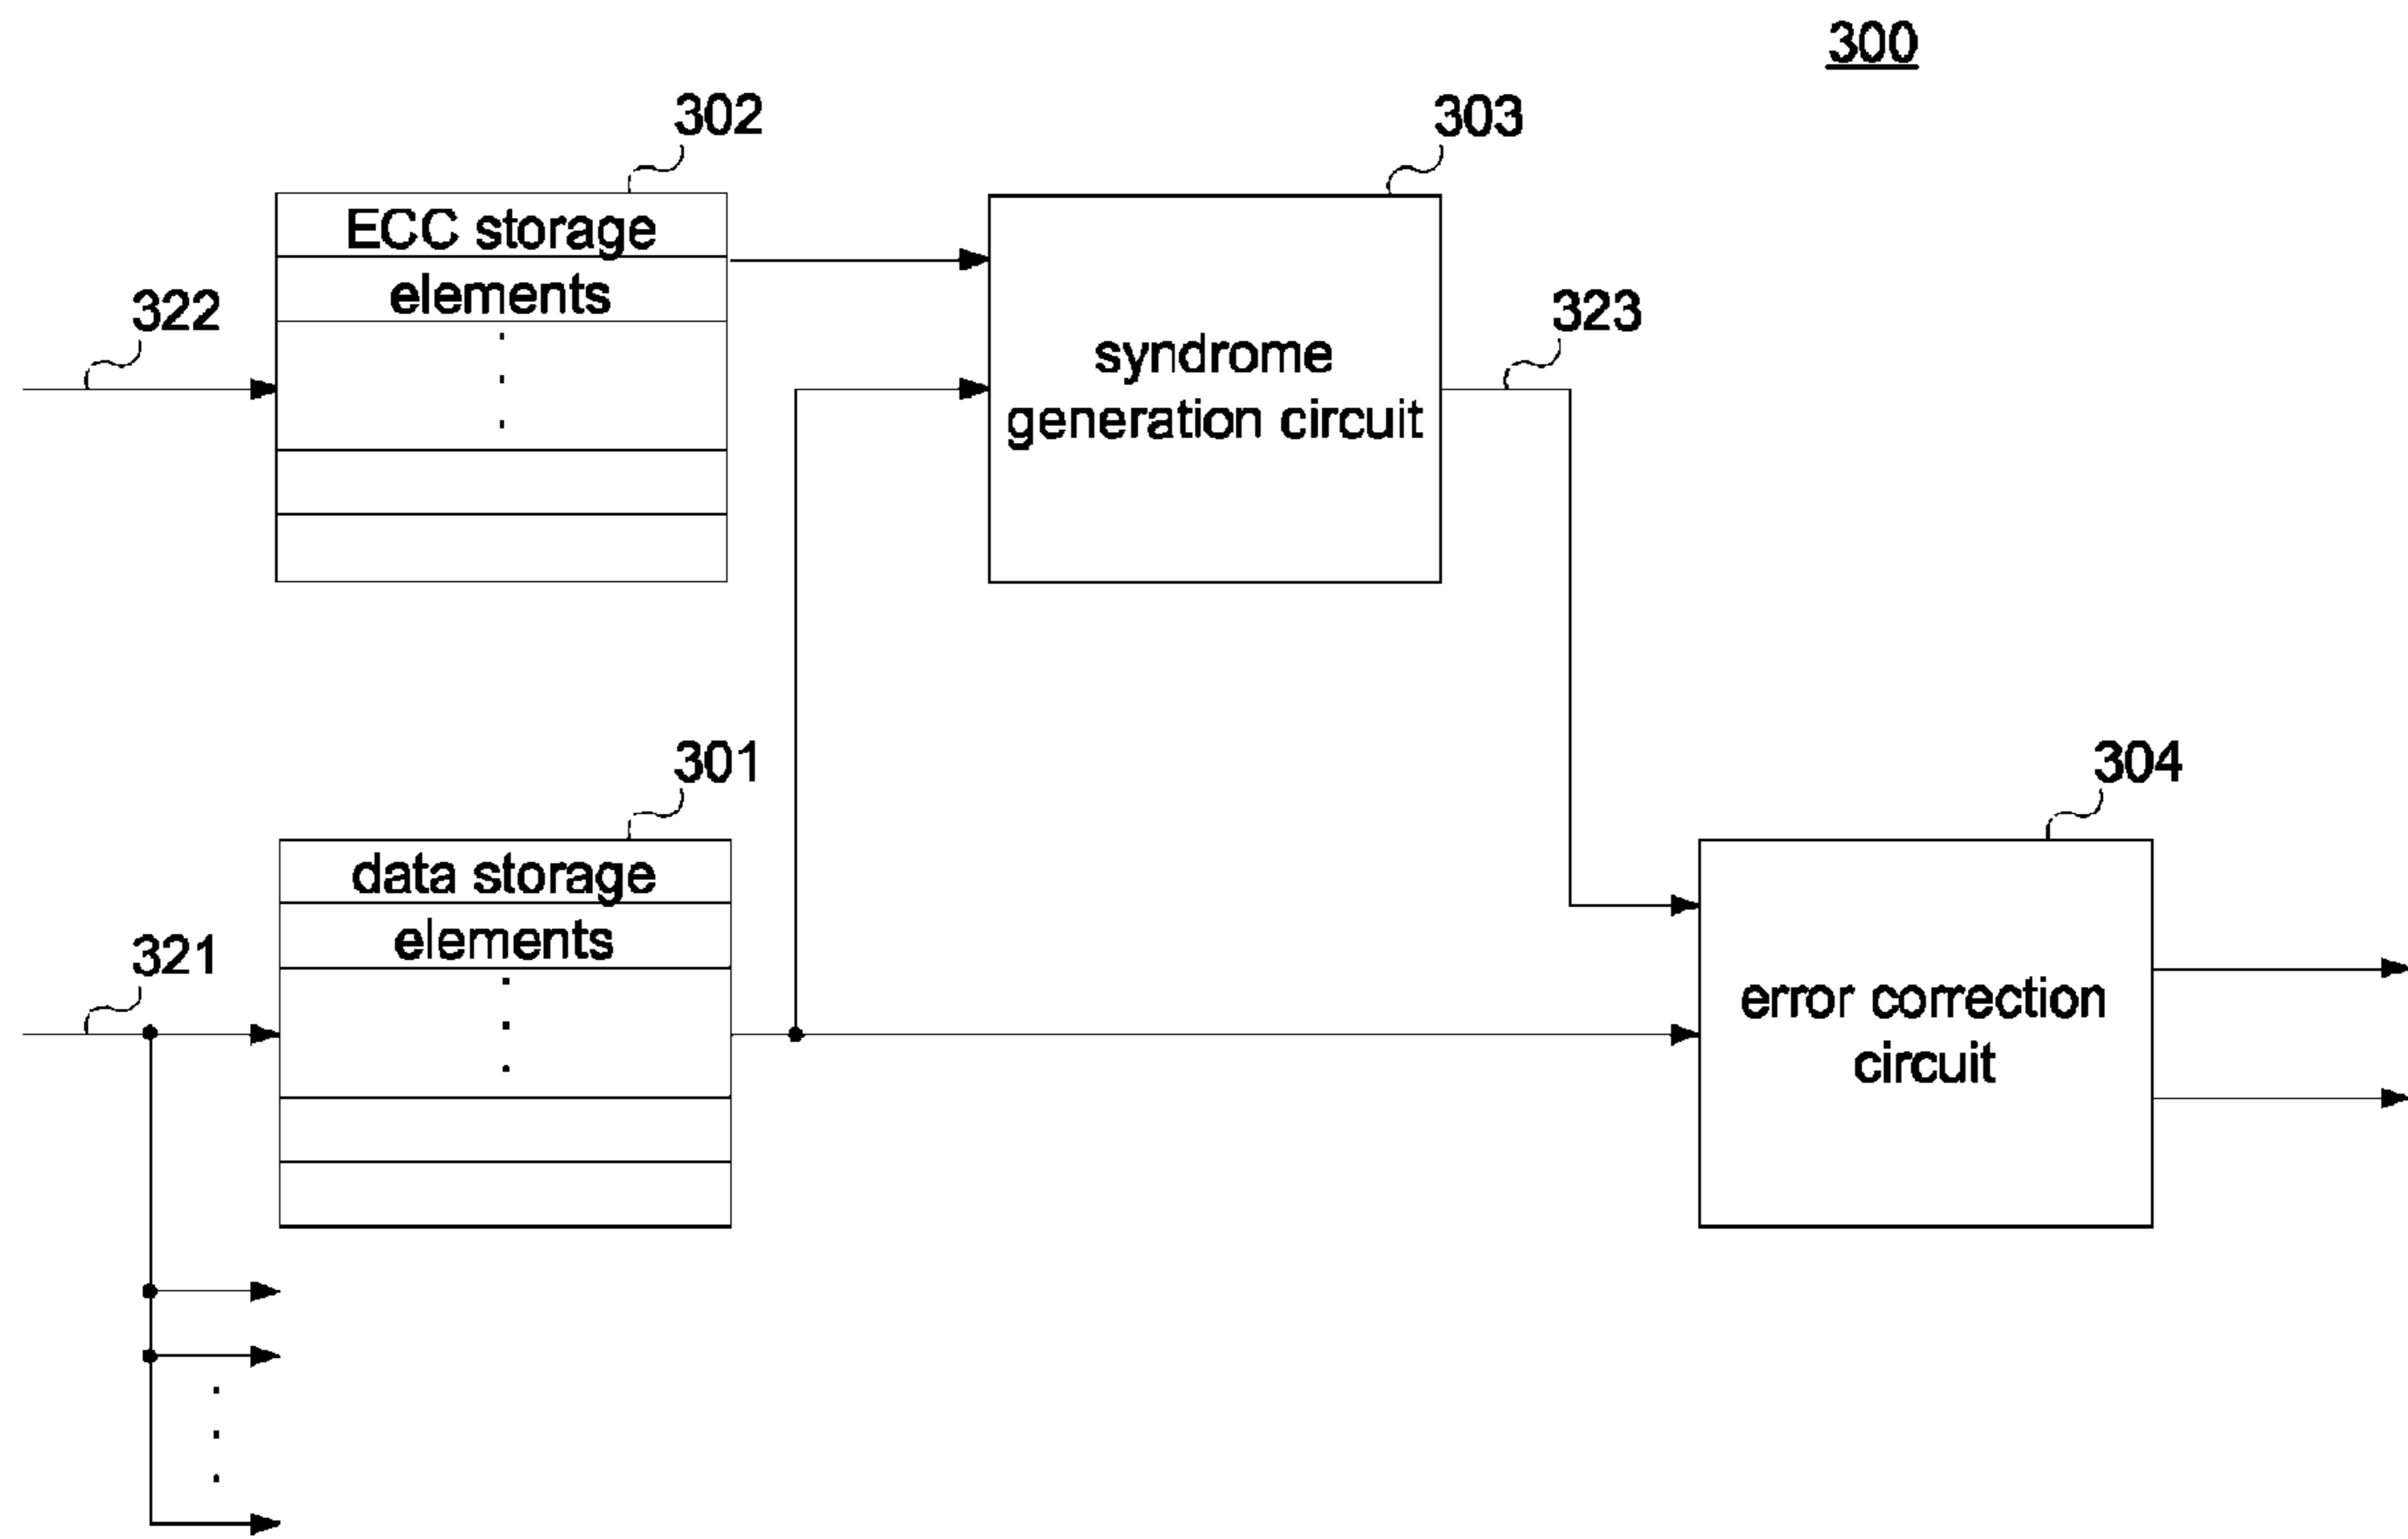 300
302
303
ECC storage
elements
322
323
syndrome
generation circuit
301
304
data storage
elements
321
error correction
circuit